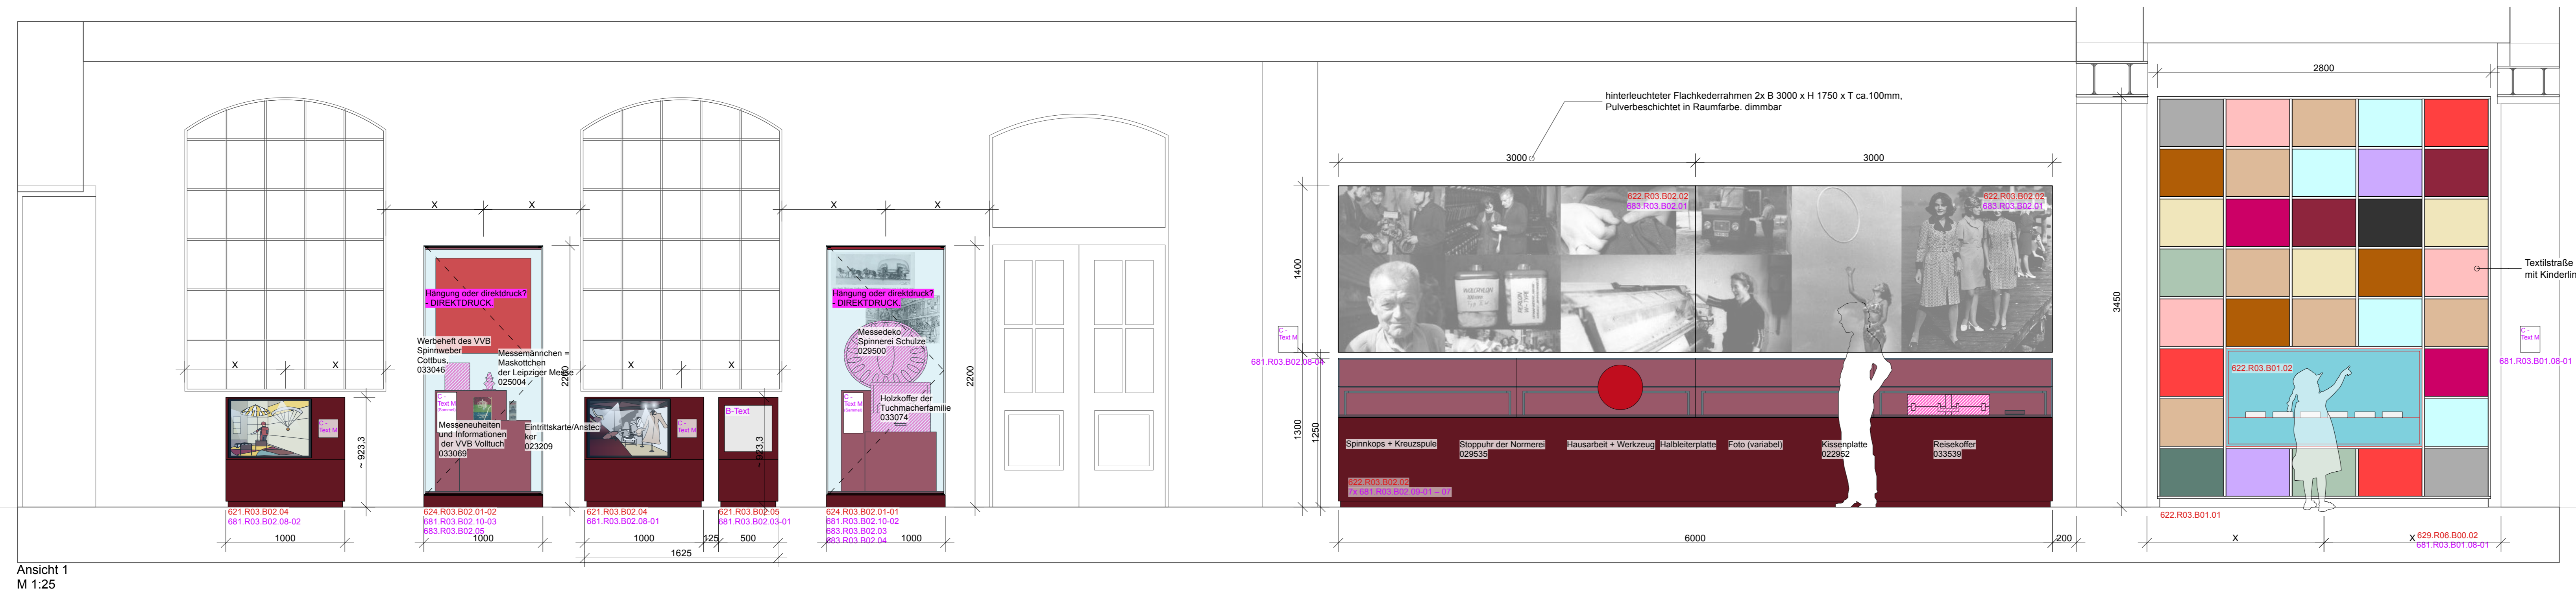 2800
hinterleuchteter Flachkederrahmen 2x B 3000 x H 1750 x T ca.100mm,
Pulverbeschichtet in Raumfarbe. dimmbar
3000
3000
X
X
X
X
622.R03.B02.02
683.R03.B02.01
622.R03.B02.02
683.R03.B02.01
1400
3450
Textilstraße
mit Kinderlin
Hängung oder direktdruck?
- DIREKTDRUCK.
Hängung oder direktdruck?
- DIREKTDRUCK.
Werbeheft des VVB
Spinnweber
Cottbus,
033046
Messemännchen =
Maskottchen
der Leipziger Messe
025004
2200
Messedeko
Spinnerei Schulze
029500
2200
C -
Text M
681.R03.B02.08-04
C -
Text M
681.R03.B01.08-01
X
X
X
X
622.R03.B01.02
C -
Text M
~ 923,3
C -
Text M
Messeneuheiten
und Informationen
der VVB Volltuch
033069
Eintrittskarte/Anstec
ker
023209
C -
Text M
B-Text
~ 923,3
C -
Text M
Holzkoffer der
Tuchmacherfamilie
033074
1300
1250
Spinnkops + Kreuzspule
Stoppuhr der Normerei
029535
Hausarbeit + Werkzeug
Halbleiterplatte
Foto (variabel)
Kissenplatte
022952
Reisekoffer
033539
622.R03.B02.02
7x 681.R03.B02.09-01 – 07
621.R03.B02.04
681.R03.B02.08-02
624.R03.B02.01-02
681.R03.B02.10-03
683.R03.B02.05
621.R03.B02.04
681.R03.B02.08-01
621.R03.B02.05
681.R03.B02.03-01
624.R03.B02.01-01
681.R03.B02.10-02
683.R03.B02.03
683.R03.B02.04
622.R03.B01.01
1000
1000
1000
125
500
1625
1000
6000
200
X
X
629.R06.B00.02
681.R03.B01.08-01
Ansicht 1
M 1:25